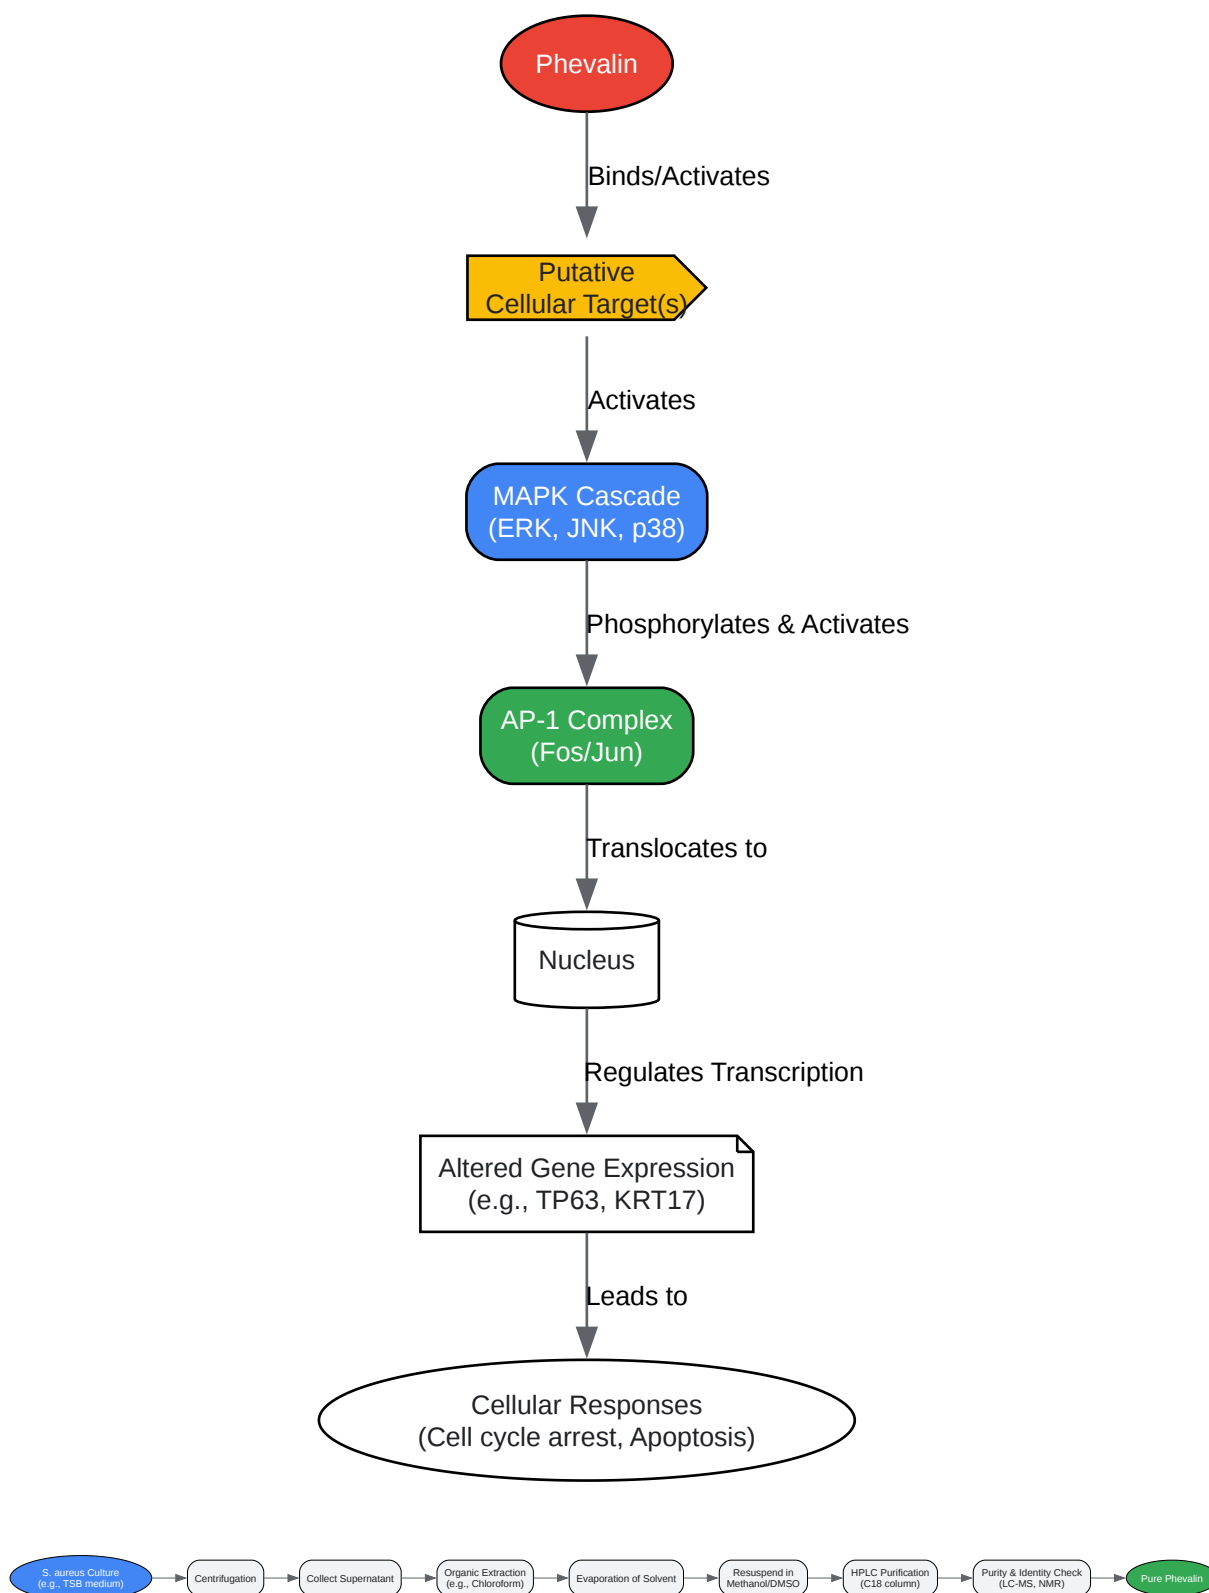 Phevalin
Binds/Activates
Putative
Cellular Target(s)
Activates
MAPK Cascade
(ERK, JNK, p38)
Phosphorylates & Activates
AP-1 Complex
(Fos/Jun)
Translocates to
Nucleus
Regulates Transcription
Altered Gene Expression
(e.g., TP63, KRT17)
Leads to
Cellular Responses
(Cell cycle arrest, Apoptosis)
S. aureus Culture
(e.g., TSB medium)
Centrifugation
Collect Supernatant
Organic Extraction
(e.g., Chloroform)
Evaporation of Solvent
Resuspend in
Methanol/DMSO
HPLC Purification
(C18 column)
Purity & Identity Check
(LC-MS, NMR)
Pure Phevalin